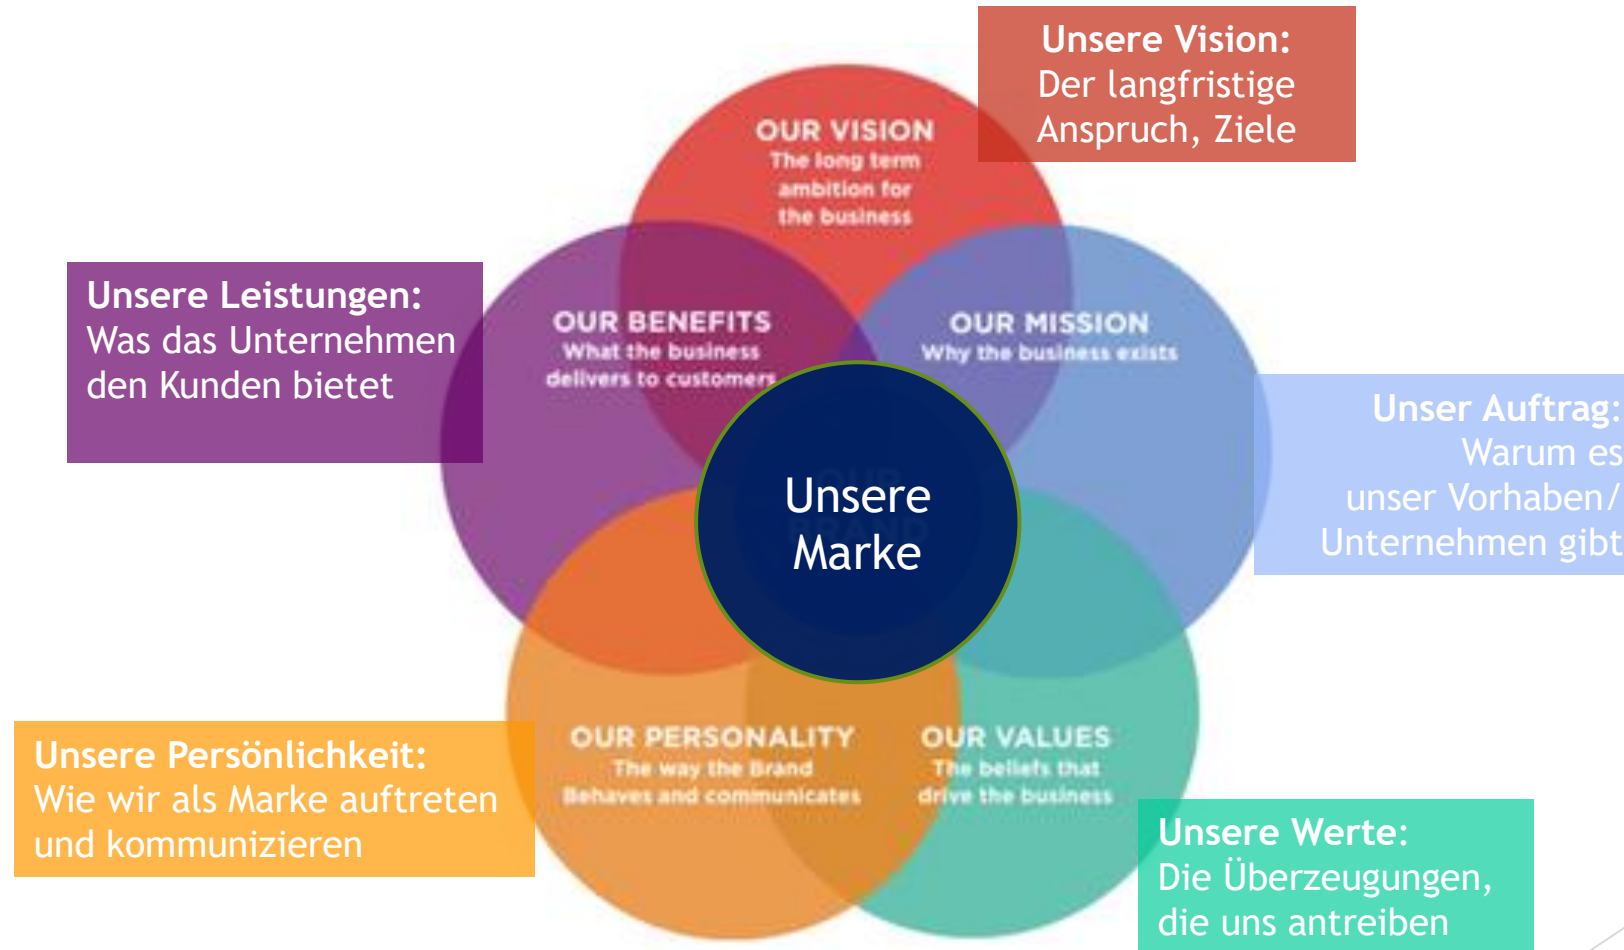 Unsere Vision:
Der langfristige
Anspruch, Ziele
OUR VISION
The long term
ambition for
the business
Unsere Leistungen:
Was das Unternehmen
den Kunden bietet
OUR BENEFITS
What the business
delivers to customers
OUR MISSION
Why the business exists
Unser Auftrag:
Warum es
unser Vorhaben/
Unternehmen gibt
OUR
BRAND
Unsere
Marke
Unsere Persönlichkeit:
Wie wir als Marke auftreten
und kommunizieren
OUR PERSONALITY
The way the Brand
Behaves and communicates
OUR VALUES
The beliefs that
drive the business
Unsere Werte:
Die Überzeugungen,
die uns antreiben